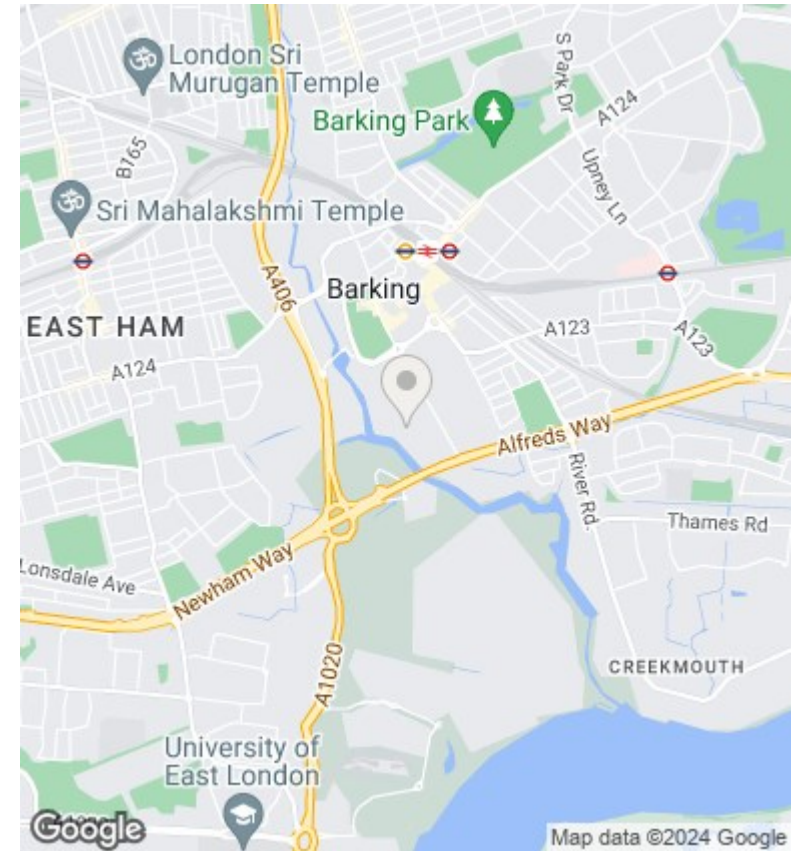 London Sri
Murugan Temple
S Park Dr
A124
Barking Park
B165
Upney Ln
Sri Mahalakshmi Temple
A406
Barking
EAST HAM
A123
A123
A124
Alfreds Way
River Rd
Thames Rd
Newham Way
Lonsdale Ave
CREEKMOUTH
A1020
University of
East London
Google
Map data ©2024 Google